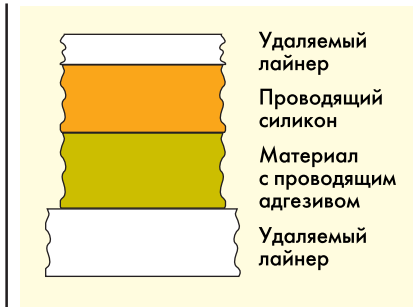 Удаляемый
лайнер
Проводящий
силикон
Материал
с проводящим
адгезивом
Удаляемый
лайнер